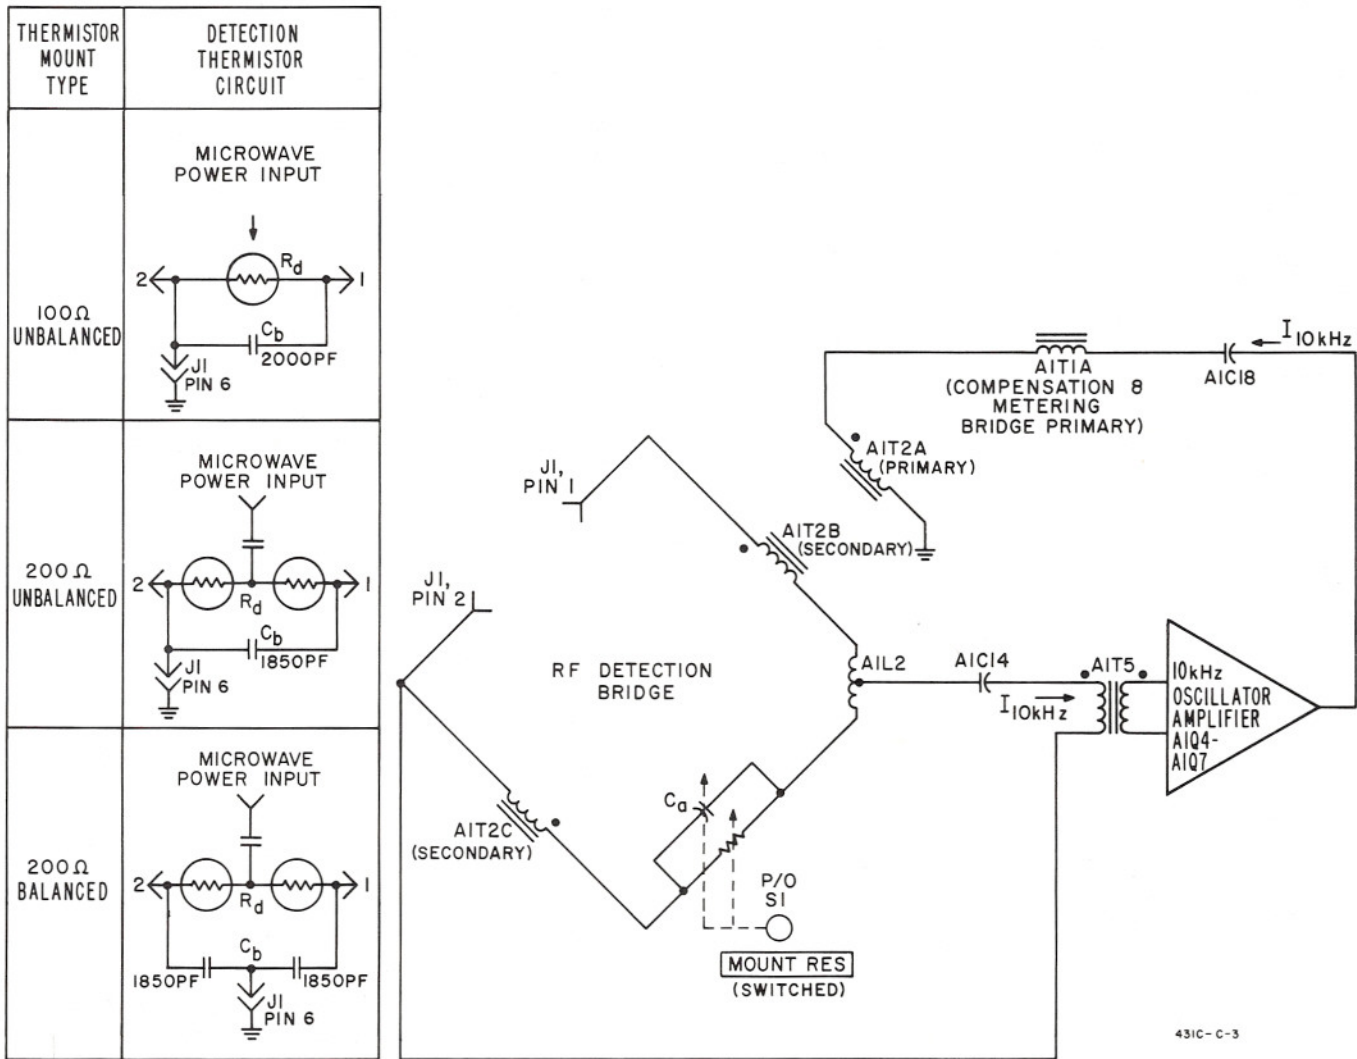 THERMISTOR
MOUNT
TYPE
DETECTION
THERMISTOR
CIRCUIT
100Ω
UNBALANCED
MICROWAVE
POWER INPUT
Rd
2
1
Cb
2000PF
J1
PIN 6
200Ω
UNBALANCED
MICROWAVE
POWER INPUT
2
1
Rd
Cb
1850PF
J1
PIN 6
200Ω
BALANCED
MICROWAVE
POWER INPUT
2
1
Rd
Cb
1850PF
1850PF
J1
PIN 6
I10kHz
A1T1A
(COMPENSATION &
METERING
BRIDGE PRIMARY)
A1C18
A1T2A
(PRIMARY)
J1,
PIN 1
A1T2B
(SECONDARY)
J1,
PIN 2
RF DETECTION
BRIDGE
A1L2
A1C14
I10kHz
A1T5
10kHz
OSCILLATOR
AMPLIFIER
A1Q4-
A1Q7
Ca
A1T2C
(SECONDARY)
P/O
S1
MOUNT RES
(SWITCHED)
431C-C-3